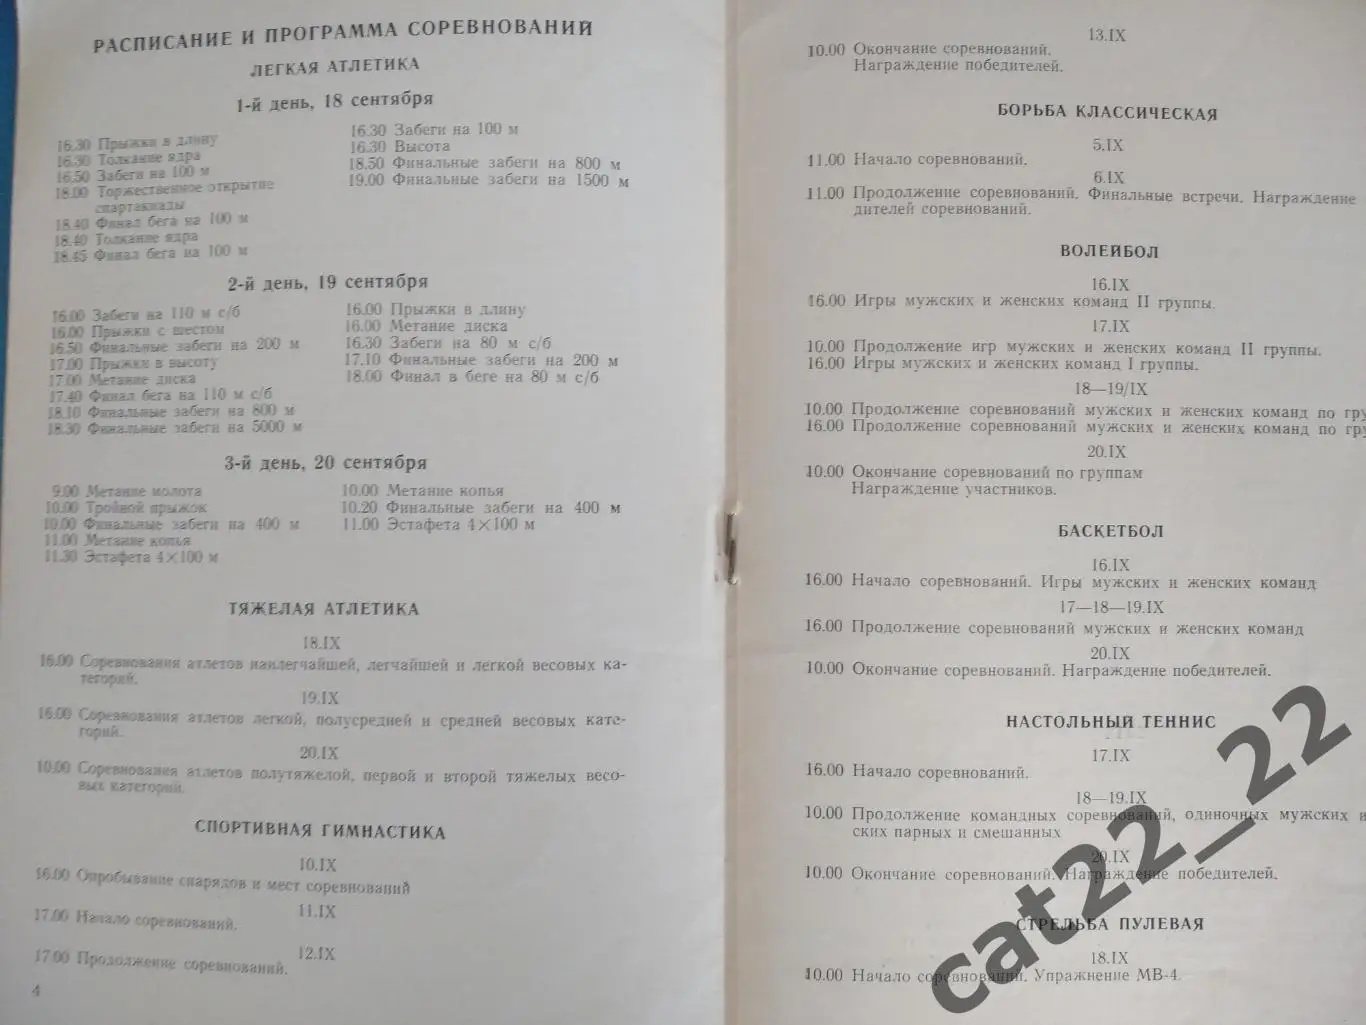 РАСПИСАНИЕ И ПРОГРАММА СОРЕВНОВАНИЙ
ЛЕГКАЯ АТЛЕТИКА
1-й день, 18 сентября
16.30 Прыжки в длину
16.30 Толкание ядра
16.50 Забеги на 100 м
18.00 Торжественное открытие
спартакиады
18.40 Финал бега на 100 м
18.40 Толкание ядра
18.45 Финал бега на 100 м
16.30 Забеги на 100 м
16.30 Высота
18.50 Финальные забеги на 800 м
19.00 Финальные забеги на 1500 м
2-й день, 19 сентября
16.00 Забеги на 110 м с/б
16.00 Прыжки с шестом
16.50 Финальные забеги на 200 м
17.00 Прыжки в высоту
17.00 Метание диска
17.40 Финал бега на 110 м с/б
18.10 Финальные забеги на 800 м
18.30 Финальные забеги на 5000 м
16.00 Прыжки в длину
16.00 Метание диска
16.30 Забеги на 80 м с/б
17.10 Финальные забеги на 200 м
18.00 Финал в беге на 80 м с/б
3-й день, 20 сентября
9.00 Метание молота
10.00 Тройной прыжок
10.00 Финальные забеги на 400 м
11.00 Метание копья
11.30 Эстафета 4×100 м
10.00 Метание копья
10.20 Финальные забеги на 400 м
11.00 Эстафета 4×100 м
ТЯЖЕЛАЯ АТЛЕТИКА
18.IX
16.00 Соревнования атлетов наилегчайшей, легчайшей и легкой весовых ка-
тегорий.
19.IX
16.00 Соревнования атлетов легкой, полусредней и средней весовых кате-
горий.
20.IX
10.00 Соревнования атлетов полутяжелой, первой и второй тяжелых весо-
вых категорий.
СПОРТИВНАЯ ГИМНАСТИКА
10.IX
16.00 Опробывание снарядов и мест соревнований
11.IX
17.00 Начало соревнований.
12.IX
17.00 Продолжение соревнований.
4
13.IX
10.00 Окончание соревнований.
Награждение победителей.
БОРЬБА КЛАССИЧЕСКАЯ
5.IX
11.00 Начало соревнований.
6.IX
11.00 Продолжение соревнований. Финальные встречи. Награждение
дителей соревнований.
ВОЛЕЙБОЛ
16.IX
16.00 Игры мужских и женских команд II группы.
17.IX
10.00 Продолжение игр мужских и женских команд II группы.
16.00 Игры мужских и женских команд I группы.
18—19/IX
10.00 Продолжение соревнований мужских и женских команд по гру
16.00 Продолжение соревнований мужских и женских команд по гру
20.IX
10.00 Окончание соревнований по группам
Награждение участников.
БАСКЕТБОЛ
16.IX
16.00 Начало соревнований. Игры мужских и женских команд
17—18—19.IX
16.00 Продолжение соревнований мужских и женских команд
20.IX
10.00 Окончание соревнований. Награждение победителей.
НАСТОЛЬНЫЙ ТЕННИС
17.IX
16.00 Начало соревнований.
18—19.IX
10.00 Продолжение командных соревнований, одиночных мужских и
ских парных и смешанных
20.IX
10.00 Окончание соревнований. Награждение победителей.
СТРЕЛЬБА ПУЛЕВАЯ
18.IX
10.00 Начало соревнований. Упражнение МВ-4.
cat22__22